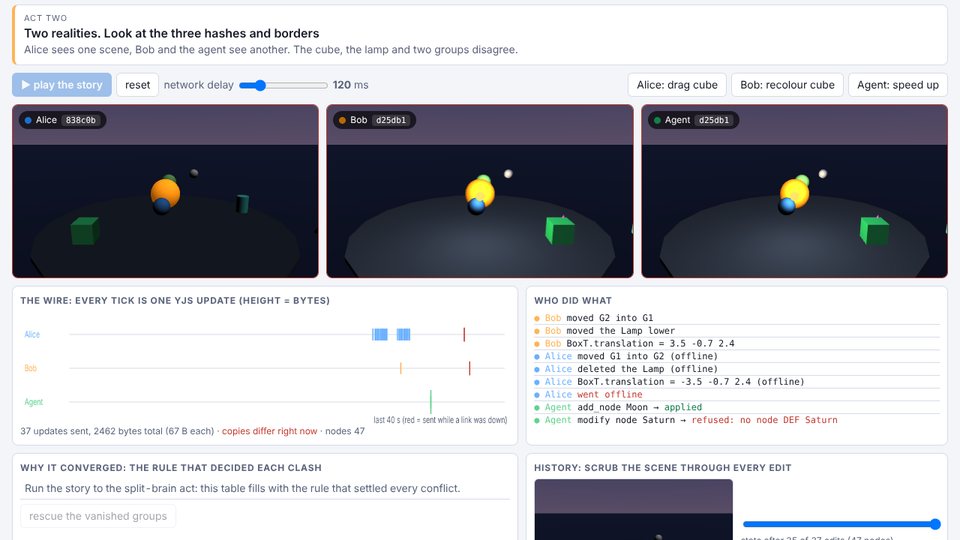 ACT TWO
Two realities. Look at the three hashes and borders
Alice sees one scene, Bob and the agent see another. The cube, the lamp and two groups disagree.
▶ play the story reset network delay 120 ms Alice: drag cube Bob: recolour cube Agent: speed up
Alice 838c0b Bob d25db1 Agent d25db1
THE WIRE: EVERY TICK IS ONE YJS UPDATE (HEIGHT = BYTES)
Alice
Bob
Agent
last 40 s (red = sent while a link was down)
37 updates sent, 2462 bytes total (67 B each) · copies differ right now · nodes 47
WHO DID WHAT
Bob moved G2 into G1
Bob moved the Lamp lower
Bob BoxT.translation = 3.5 -0.7 2.4
Alice moved G1 into G2 (offline)
Alice deleted the Lamp (offline)
Alice BoxT.translation = -3.5 -0.7 2.4 (offline)
Alice went offline
Agent add_node Moon → applied
Agent modify node Saturn → refused: no node DEF Saturn
WHY IT CONVERGED: THE RULE THAT DECIDED EACH CLASH
Run the story to the split-brain act: this table fills with the rule that settled every conflict.
rescue the vanished groups
HISTORY: SCRUB THE SCENE THROUGH EVERY EDIT